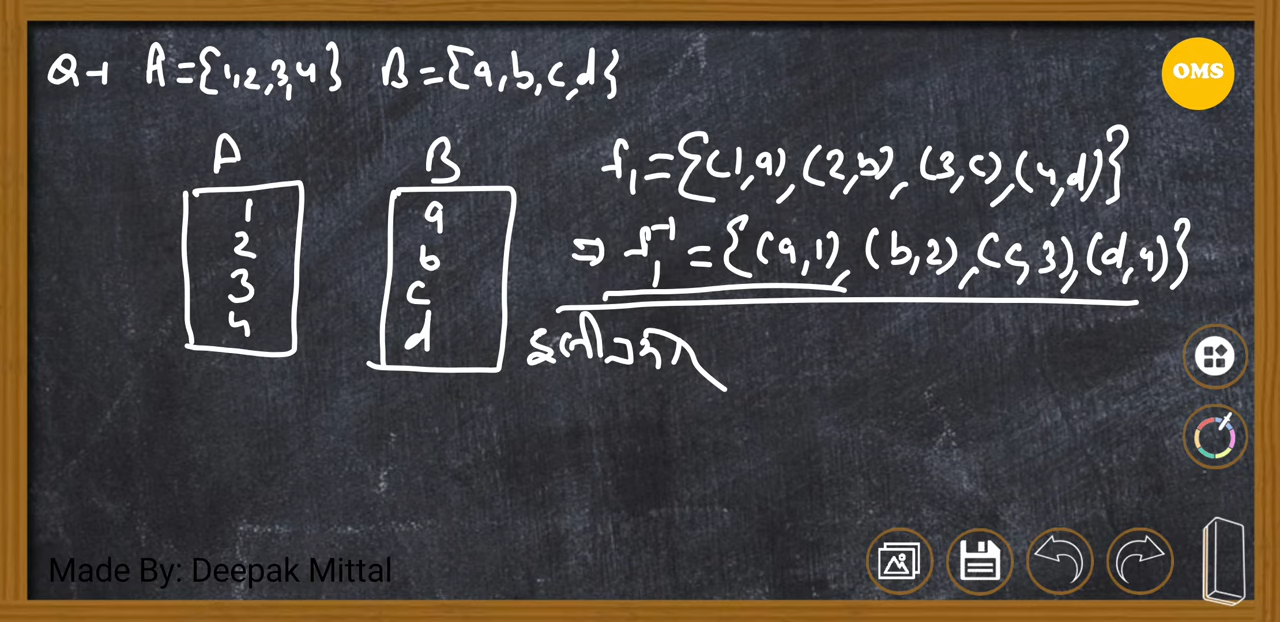 Q→ A={1,2,3,4} B={a,b,c,d}
OMS
A B
1 a
2 b
3 c
4 d
f₁={(1,a),(2,b),(3,c),(4,d)}
⇒ f₁⁻¹={(a,1),(b,2),(c,3),(d,4)}
Made By: Deepak Mittal